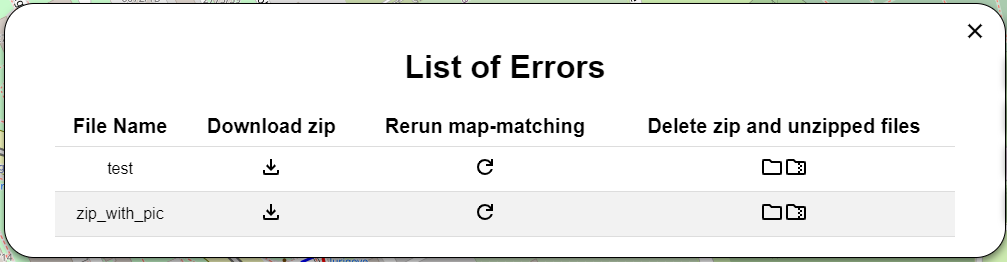 List of Errors
File Name Download zip Rerun map-matching Delete zip and unzipped files
test
zip_with_pic